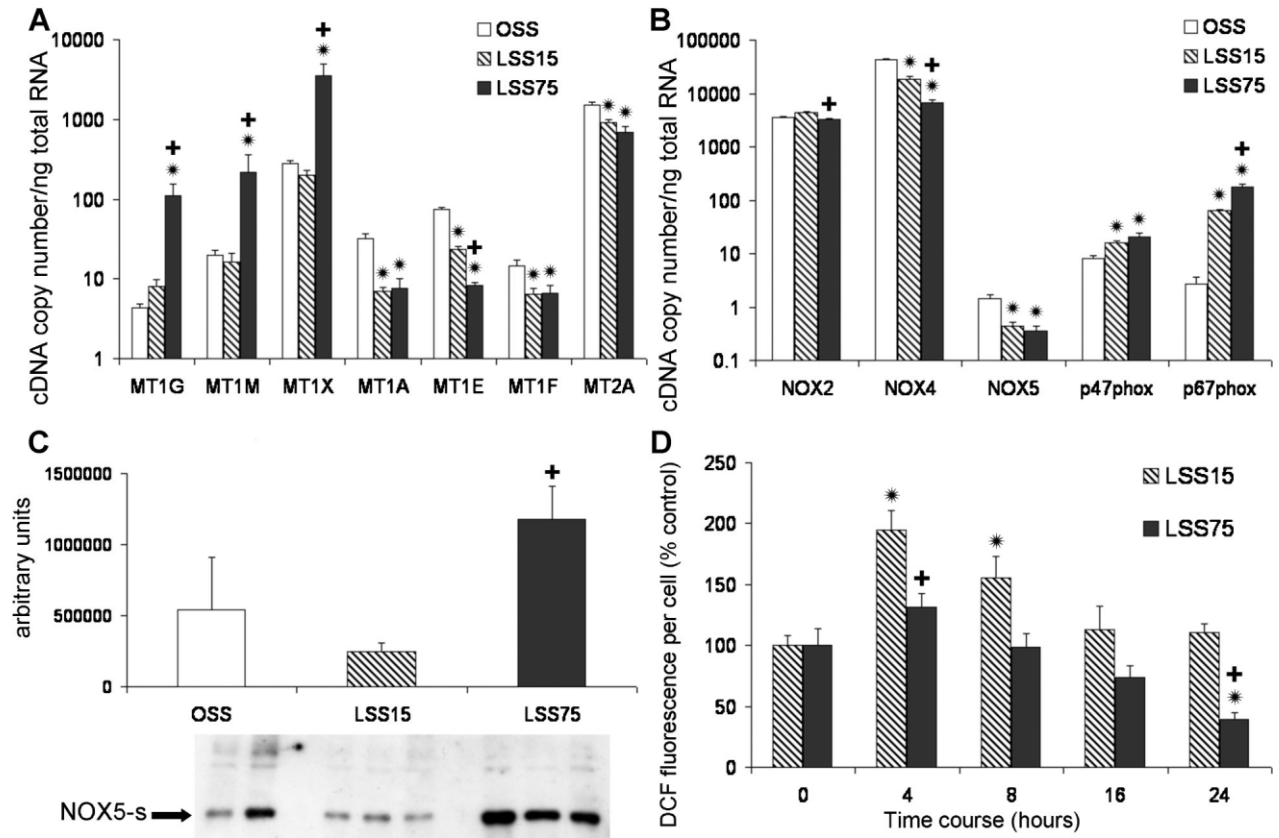 A
cDNA copy number/ng total RNA
10000
1000
100
10
1
OSS
LSS15
LSS75
MT1G MT1M MT1X MT1A MT1E MT1F MT2A
B
cDNA copy number/ng total RNA
100000
10000
1000
100
10
1
0.1
OSS
LSS15
LSS75
NOX2 NOX4 NOX5 p47phox p67phox
C
arbitrary units
1500000
1000000
500000
0
OSS LSS15 LSS75
NOX5-s
D
DCF fluorescence per cell (% control)
250
200
150
100
50
0
LSS15
LSS75
0 4 8 16 24
Time course (hours)